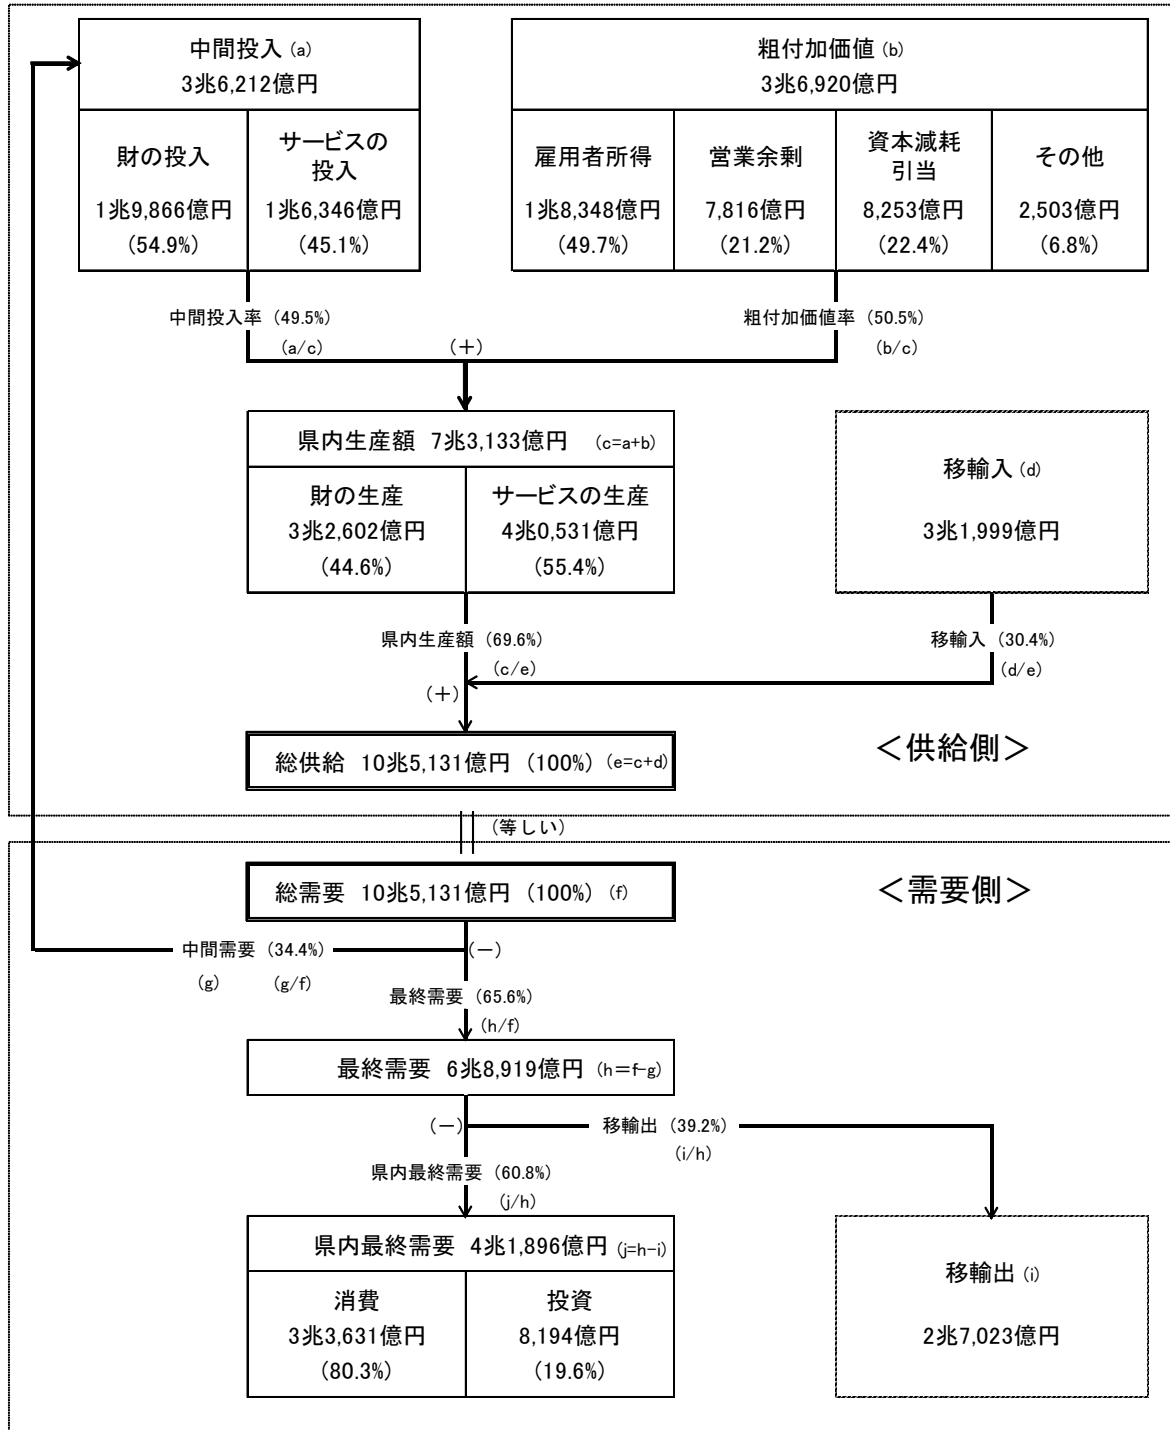 中間投入 (a)
3兆6,212億円
財の投入
1兆9,866億円
(54.9%)
サービスの
投入
1兆6,346億円
(45.1%)
粗付加価値 (b)
3兆6,920億円
雇用者所得
1兆8,348億円
(49.7%)
営業余剰
7,816億円
(21.2%)
資本減耗
引当
8,253億円
(22.4%)
その他
2,503億円
(6.8%)
中間投入率 (49.5%)
(a/c)
粗付加価値率 (50.5%)
(b/c)
(+)
県内生産額 7兆3,133億円 (c=a+b)
財の生産
3兆2,602億円
(44.6%)
サービスの生産
4兆0,531億円
(55.4%)
移輸入 (d)
3兆1,999億円
県内生産額 (69.6%)
(c/e)
移輸入 (30.4%)
(d/e)
(+)
総供給 10兆5,131億円 (100%) (e=c+d)
＜供給側＞
(等しい)
総需要 10兆5,131億円 (100%) (f)
＜需要側＞
中間需要 (34.4%)
(g) (g/f)
(−)
最終需要 (65.6%)
(h/f)
最終需要 6兆8,919億円 (h＝f-g)
(−)
移輸出 (39.2%)
(i/h)
県内最終需要 (60.8%)
(j/h)
県内最終需要 4兆1,896億円 (j=h-i)
消費
3兆3,631億円
(80.3%)
投資
8,194億円
(19.6%)
移輸出 (i)
2兆7,023億円